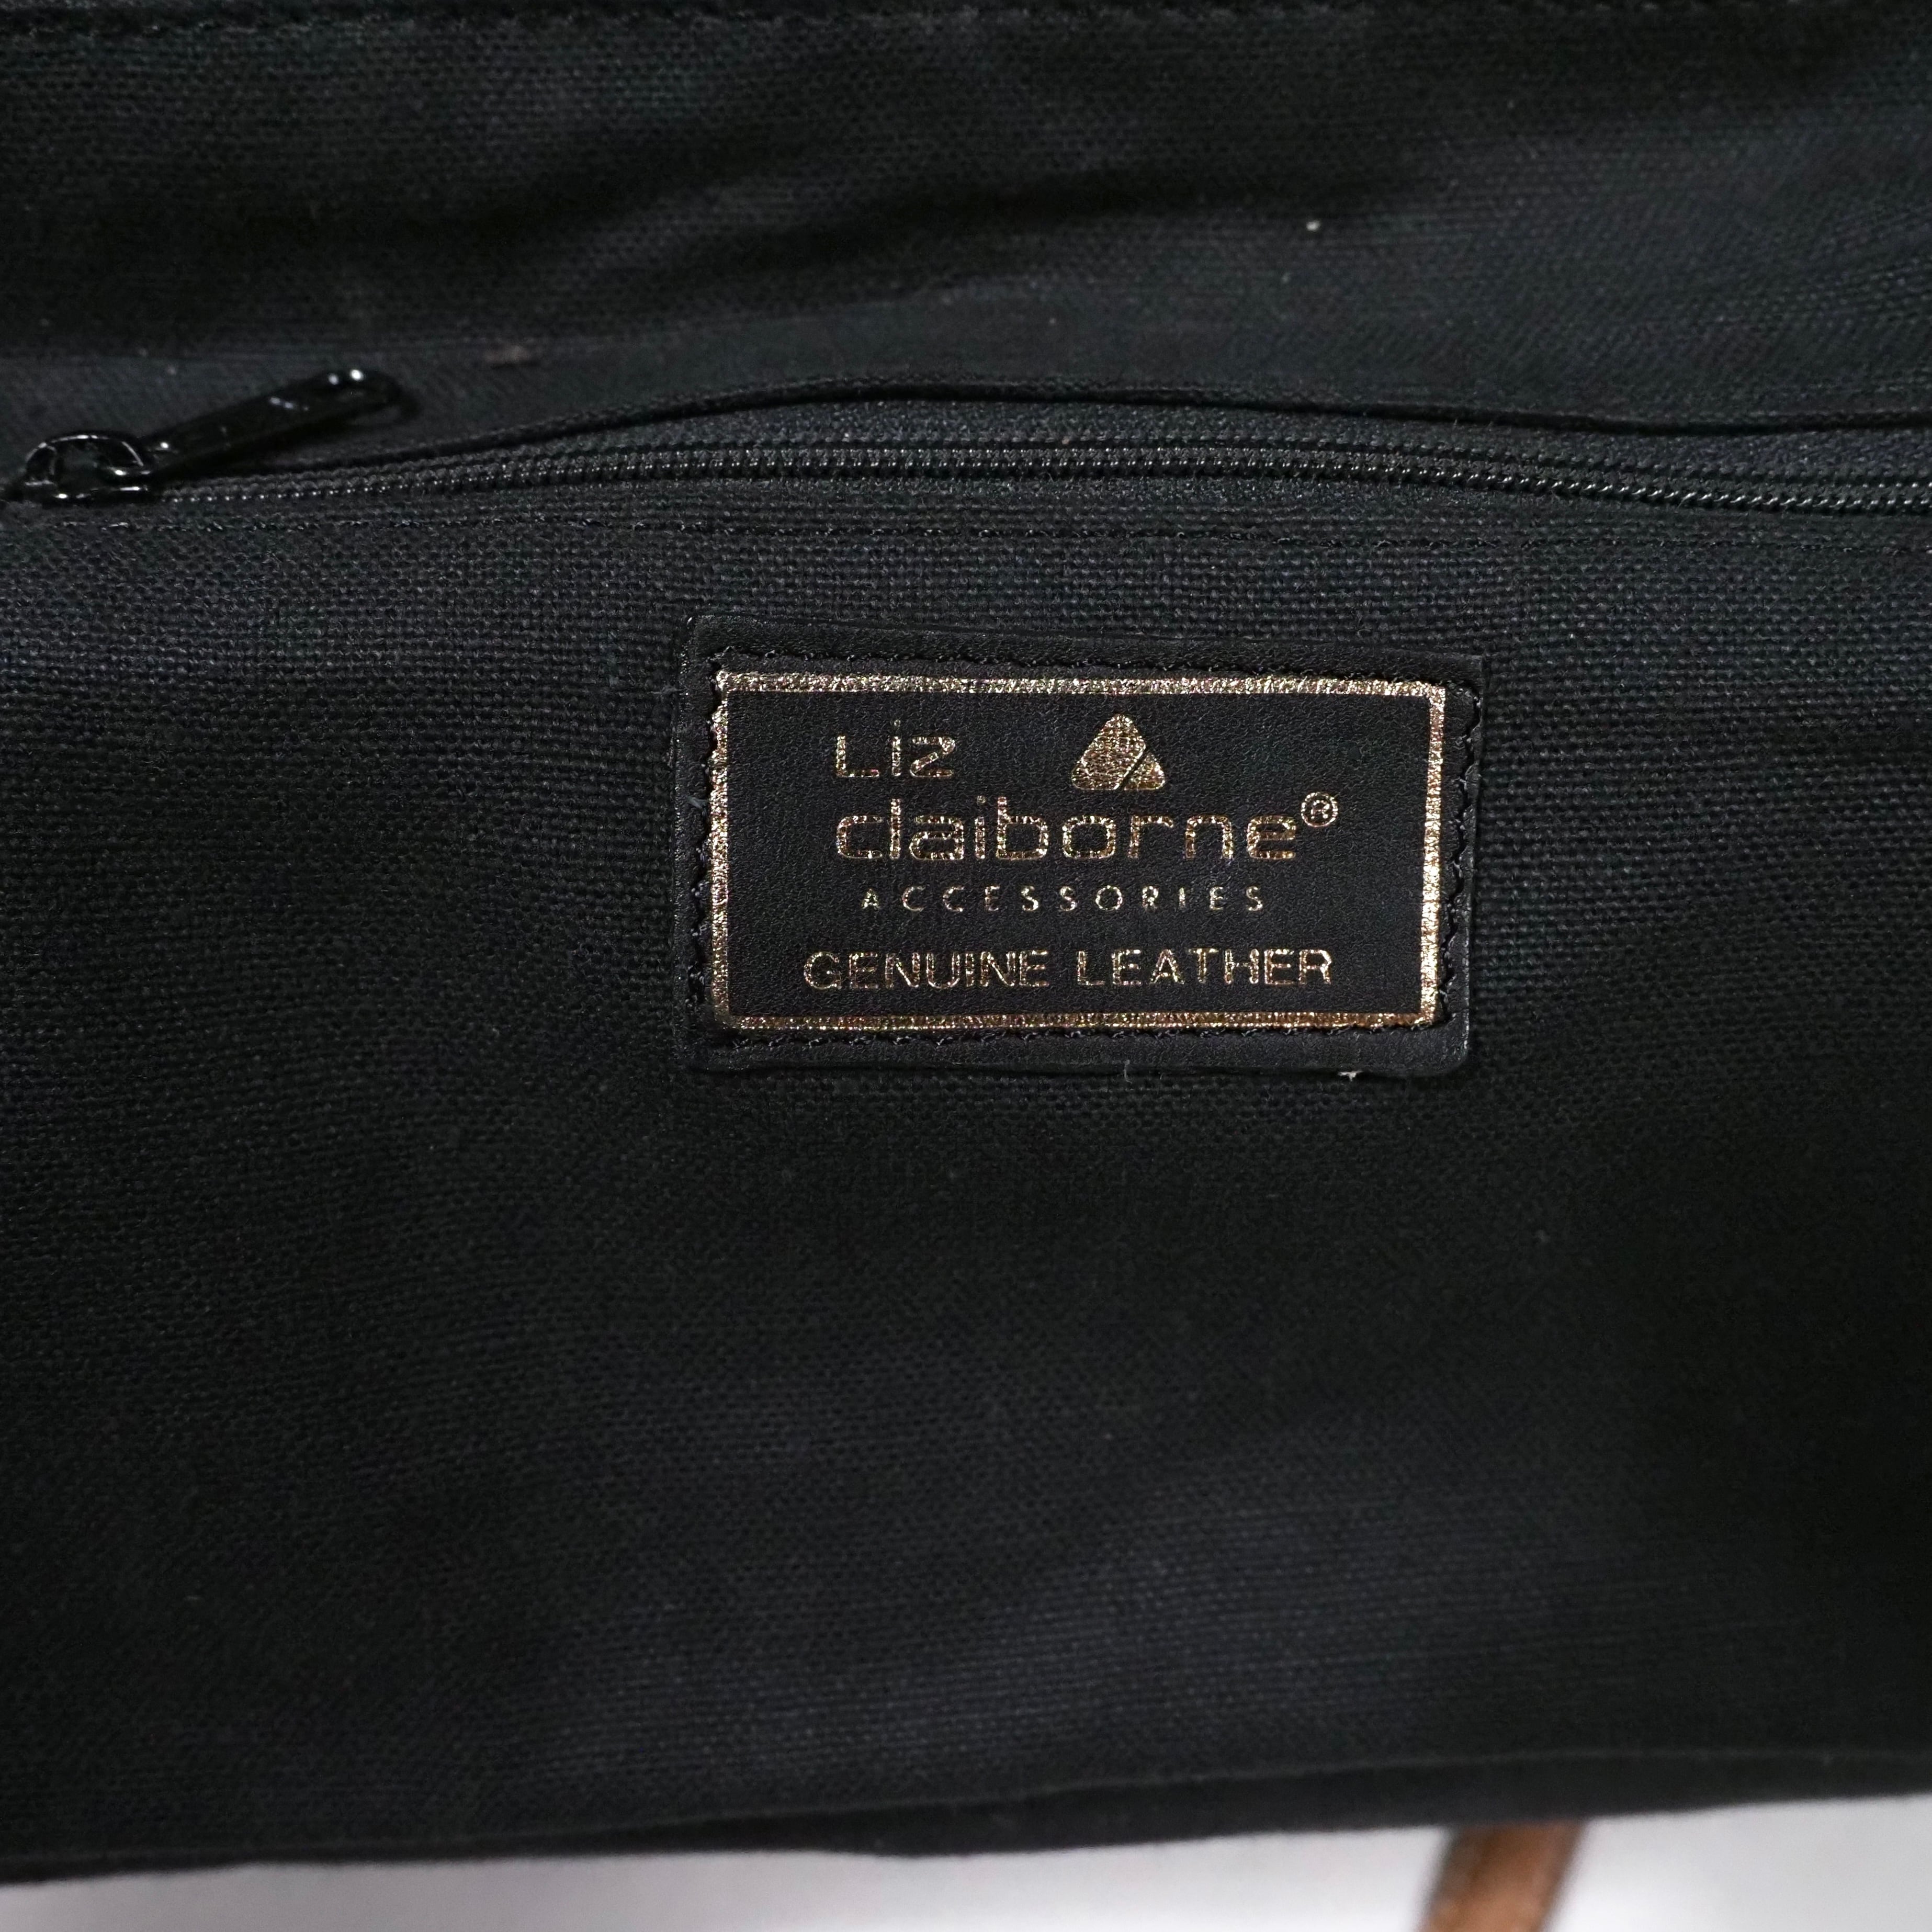 Liz
claiborne®
ACCESSORIES
GENUINE LEATHER